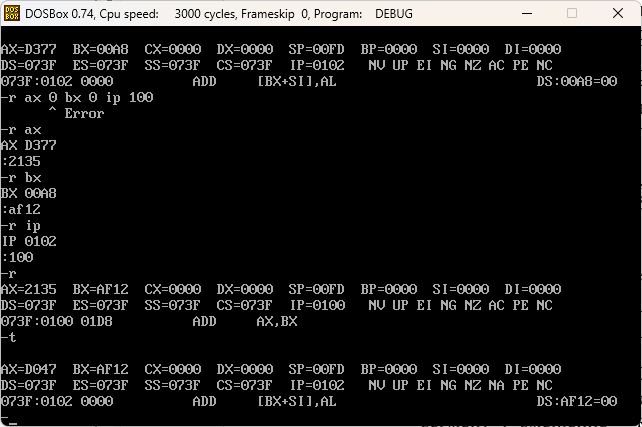 DOSBox 0.74, Cpu speed: 3000 cycles, Frameskip 0, Program: DEBUG
AX=D377 BX=00A8 CX=0000 DX=0000 SP=00FD BP=0000 SI=0000 DI=0000
DS=073F ES=073F SS=073F CS=073F IP=0102 NV UP EI NG NZ AC PE NC
073F:0102 0000 ADD [BX+SI],AL DS:00A8=00
-r ax 0 bx 0 ip 100
^ Error
-r ax
AX D377
:2135
-r bx
BX 00A8
:af12
-r ip
IP 0102
:100
-r
AX=2135 BX=AF12 CX=0000 DX=0000 SP=00FD BP=0000 SI=0000 DI=0000
DS=073F ES=073F SS=073F CS=073F IP=0100 NV UP EI NG NZ AC PE NC
073F:0100 01D8 ADD AX,BX
-t
AX=D047 BX=AF12 CX=0000 DX=0000 SP=00FD BP=0000 SI=0000 DI=0000
DS=073F ES=073F SS=073F CS=073F IP=0102 NV UP EI NG NZ NA PE NC
073F:0102 0000 ADD [BX+SI],AL DS:AF12=00
-_